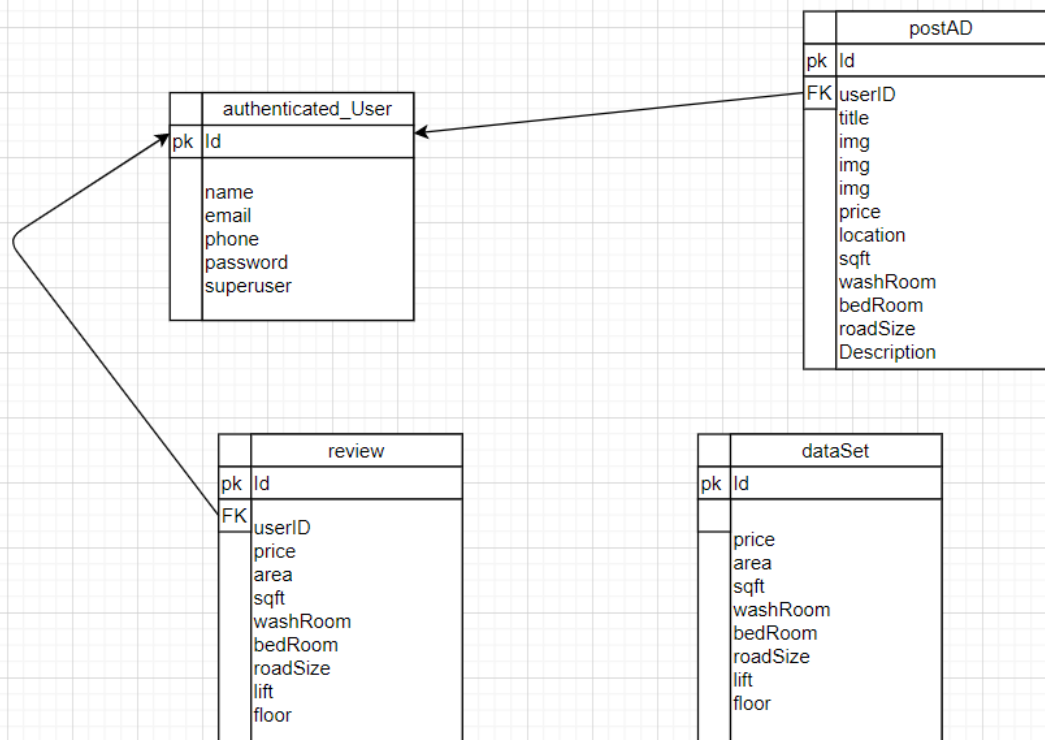 postAD
pk Id
FK userID
title
img
img
img
price
location
sqft
washRoom
bedRoom
roadSize
Description
authenticated_User
pk Id
name
email
phone
password
superuser
review
pk Id
FK userID
price
area
sqft
washRoom
bedRoom
roadSize
lift
floor
dataSet
pk Id
price
area
sqft
washRoom
bedRoom
roadSize
lift
floor